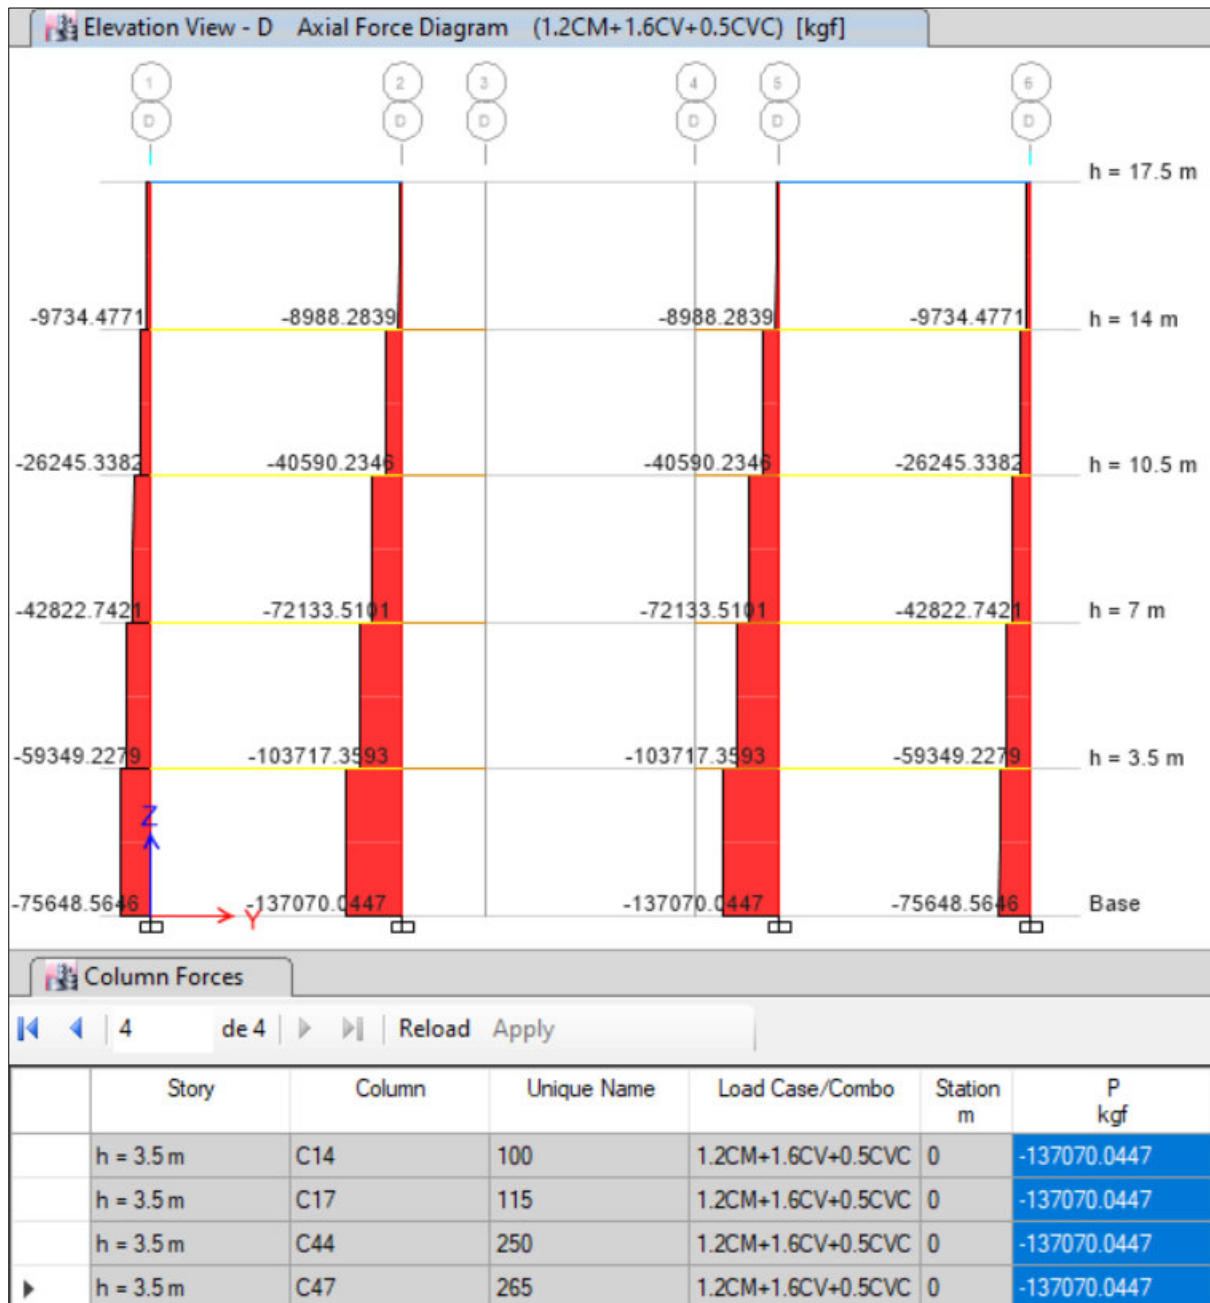 Elevation View - D Axial Force Diagram (1.2CM+1.6CV+0.5CVC) [kgf]
1 2 3 4 5 6
D D D D D D
h = 17.5 m
-9734.4771 -8988.2839 -8988.2839 -9734.4771 h = 14 m
-26245.3382 -40590.2346 -40590.2346 -26245.3382 h = 10.5 m
-42822.7421 -72133.5101 -72133.5101 -42822.7421 h = 7 m
-59349.2279 -103717.3593 -103717.3593 -59349.2279 h = 3.5 m
Z
-75648.5646 -137070.0447 -137070.0447 -75648.5646 Base
Y
Column Forces
4 de 4 Reload Apply
Story Column Unique Name Load Case/Combo Station m P kgf
h = 3.5 m C14 100 1.2CM+1.6CV+0.5CVC 0 -137070.0447
h = 3.5 m C17 115 1.2CM+1.6CV+0.5CVC 0 -137070.0447
h = 3.5 m C44 250 1.2CM+1.6CV+0.5CVC 0 -137070.0447
h = 3.5 m C47 265 1.2CM+1.6CV+0.5CVC 0 -137070.0447